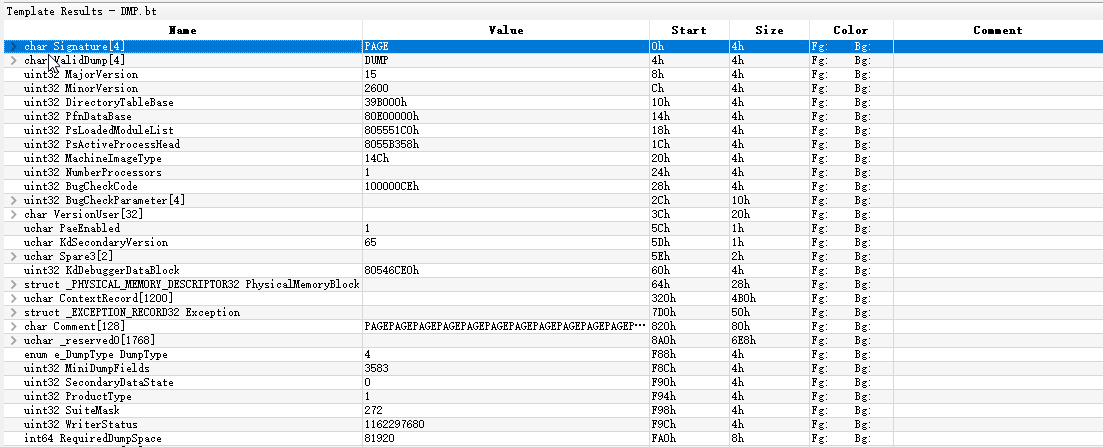 Template Results - DMP.bt
Name Value Start Size Color Comment
char Signature[4] PAGE 0h 4h Fg: Bg:
char ValidDump[4] DUMP 4h 4h Fg: Bg:
uint32 MajorVersion 15 8h 4h Fg: Bg:
uint32 MinorVersion 2600 Ch 4h Fg: Bg:
uint32 DirectoryTableBase 39B000h 10h 4h Fg: Bg:
uint32 PfnDataBase 80E00000h 14h 4h Fg: Bg:
uint32 PsLoadedModuleList 805551C0h 18h 4h Fg: Bg:
uint32 PsActiveProcessHead 8055B358h 1Ch 4h Fg: Bg:
uint32 MachineImageType 14Ch 20h 4h Fg: Bg:
uint32 NumberProcessors 1 24h 4h Fg: Bg:
uint32 BugCheckCode 100000CEh 28h 4h Fg: Bg:
uint32 BugCheckParameter[4] 2Ch 10h Fg: Bg:
char VersionUser[32] 3Ch 20h Fg: Bg:
uchar PaeEnabled 1 5Ch 1h Fg: Bg:
uchar KdSecondaryVersion 65 5Dh 1h Fg: Bg:
uchar Spare3[2] 5Eh 2h Fg: Bg:
uint32 KdDebuggerDataBlock 80546CE0h 60h 4h Fg: Bg:
struct _PHYSICAL_MEMORY_DESCRIPTOR32 PhysicalMemoryBlock 64h 28h Fg: Bg:
uchar ContextRecord[1200] 320h 4B0h Fg: Bg:
struct _EXCEPTION_RECORD32 Exception 7D0h 50h Fg: Bg:
char Comment[128] PAGEPAGEPAGEPAGEPAGEPAGEPAGEPAGEPAGEPAGEPAGEP… 820h 80h Fg: Bg:
uchar _reserved0[1768] 8A0h 6E8h Fg: Bg:
enum e_DumpType DumpType 4 F88h 4h Fg: Bg:
uint32 MiniDumpFields 3583 F8Ch 4h Fg: Bg:
uint32 SecondaryDataState 0 F90h 4h Fg: Bg:
uint32 ProductType 1 F94h 4h Fg: Bg:
uint32 SuiteMask 272 F98h 4h Fg: Bg:
uint32 WriterStatus 1162297680 F9Ch 4h Fg: Bg:
int64 RequiredDumpSpace 81920 FA0h 8h Fg: Bg: